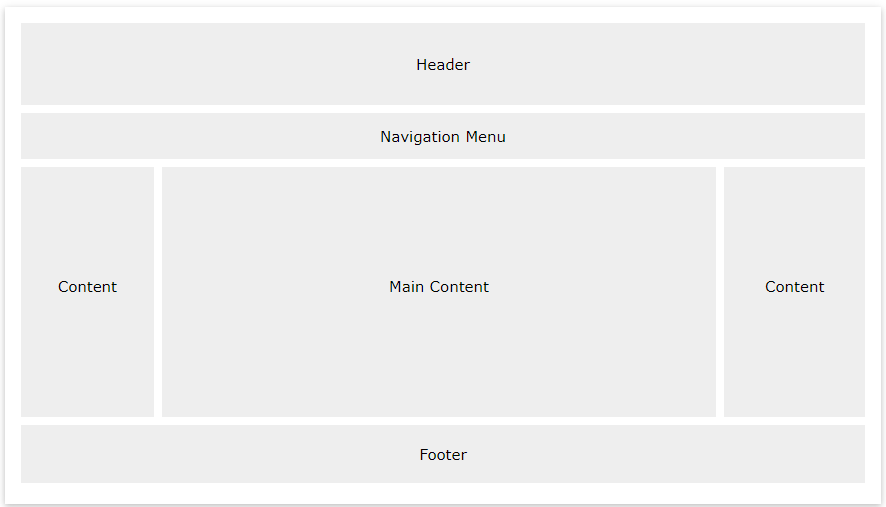 Header
Navigation Menu
Content
Main Content
Content
Footer